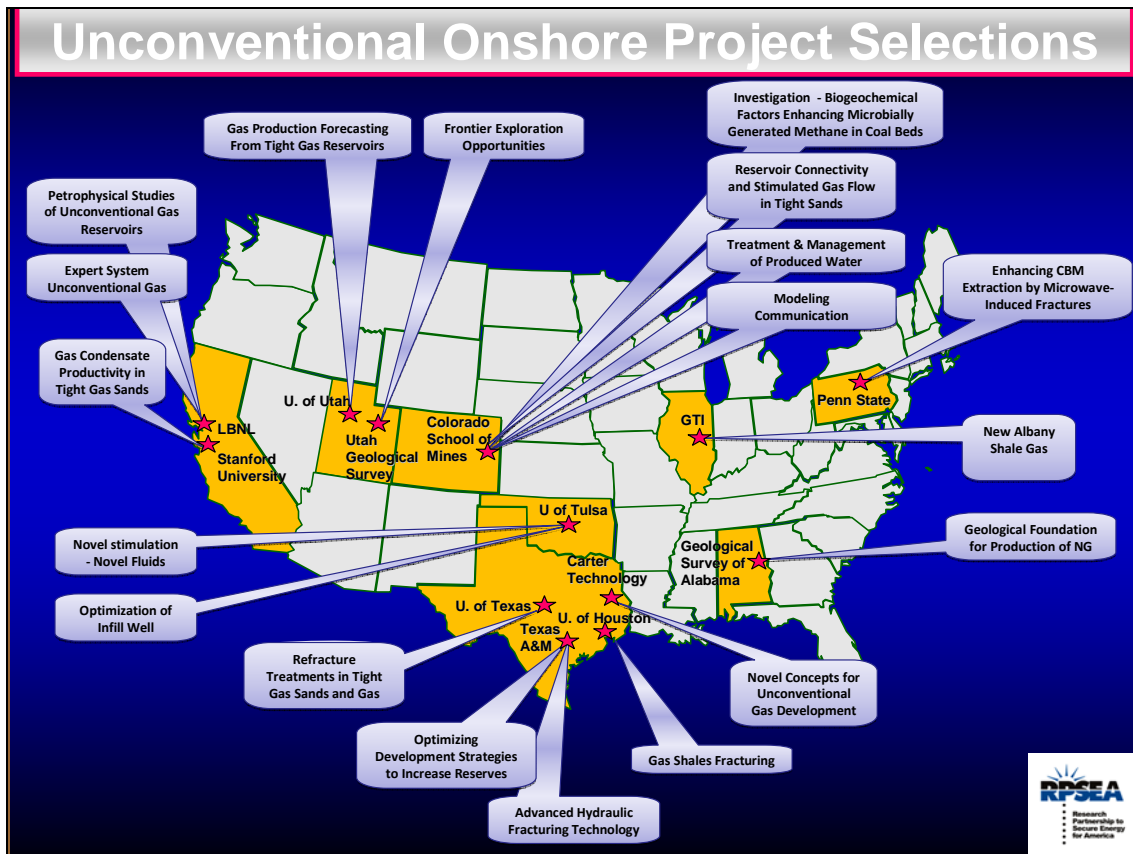 Unconventional Onshore Project Selections
Investigation - Biogeochemical
Factors Enhancing Microbially
Generated Methane in Coal Beds
Gas Production Forecasting
From Tight Gas Reservoirs
Frontier Exploration
Opportunities
Reservoir Connectivity
and Stimulated Gas Flow
in Tight Sands
Petrophysical Studies
of Unconventional Gas
Reservoirs
Treatment & Management
of Produced Water
Expert System
Unconventional Gas
Enhancing CBM
Extraction by Microwave-
Induced Fractures
Modeling
Communication
Gas Condensate
Productivity in
Tight Gas Sands
U. of Utah
Utah
Geological
Survey
Colorado
School of
Mines
GTI
Penn State
LBNL
Stanford
University
New Albany
Shale Gas
U of Tulsa
Novel stimulation
- Novel Fluids
Carter
Technology
Geological
Survey of
Alabama
Geological Foundation
for Production of NG
Optimization of
Infill Well
U. of Texas
U. of Houston
Texas
A&M
Refracture
Treatments in Tight
Gas Sands and Gas
Novel Concepts for
Unconventional
Gas Development
Optimizing
Development Strategies
to Increase Reserves
Gas Shales Fracturing
Advanced Hydraulic
Fracturing Technology
RPSEA
Research
Partnership to
Secure Energy
for America